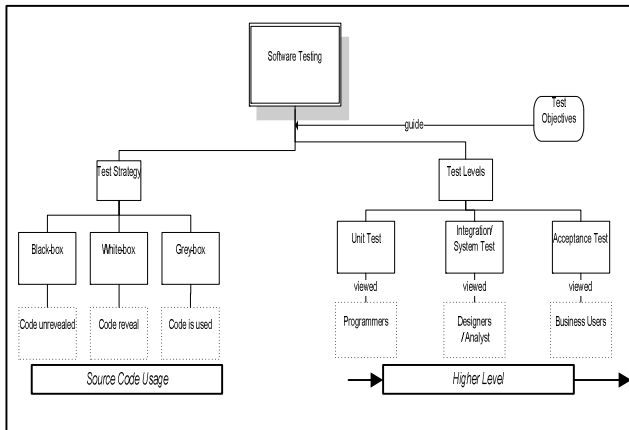 Software Testing
Test
Objectives
guide
Test Strategy
Test Levels
Black-box
White-box
Grey-box
Unit Test
Integration/
System Test
Acceptance Test
viewed
viewed
viewed
Code unrevealed
Code reveal
Code is used
Programmers
Designers
/Analyst
Business Users
Source Code Usage
Higher Level